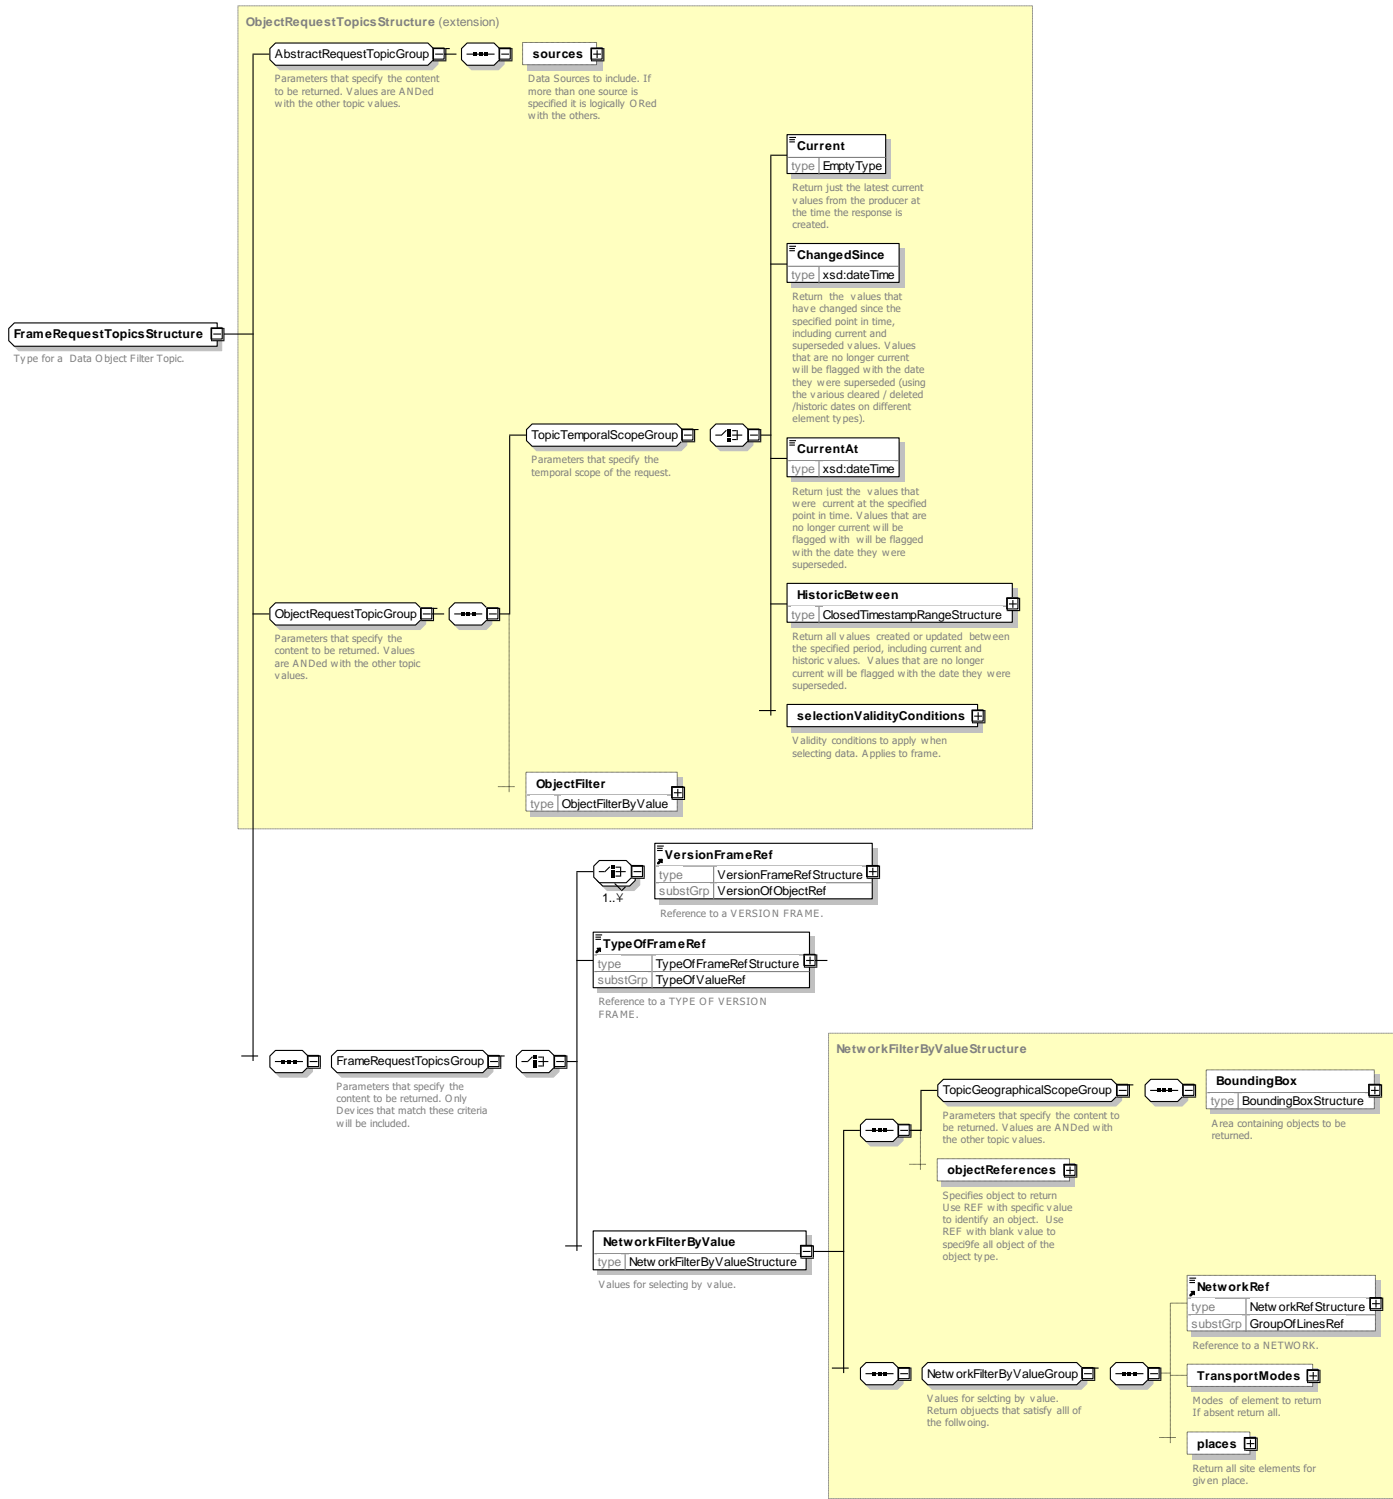 ObjectRequestTopicsStructure (extension)
AbstractRequestTopicGroup
Parameters that specify the content
to be returned. Values are ANDed
with the other topic values.
sources
Data Sources to include. If
more than one source is
specified it is logically ORed
with the others.
Current
type EmptyType
Return just the latest current
values from the producer at
the time the response is
created.
ChangedSince
type xsd:dateTime
Return the values that
have changed since the
specified point in time,
including current and
superseded values. Values
that are no longer current
will be flagged with the date
they were superseded (using
the various cleared / deleted
/historic dates on different
element types).
FrameRequestTopicsStructure
Type for a Data Object Filter Topic.
TopicTemporalScopeGroup
Parameters that specify the
temporal scope of the request.
CurrentAt
type xsd:dateTime
Return just the values that
were current at the specified
point in time. Values that are
no longer current will be
flagged with will be flagged
with the date they were
superseded.
ObjectRequestTopicGroup
Parameters that specify the
content to be returned. Values
are ANDed with the other topic
values.
HistoricBetween
type ClosedTimestampRangeStructure
Return all values created or updated between
the specified period, including current and
historic values. Values that are no longer
current will be flagged with the date they were
superseded.
selectionValidityConditions
Validity conditions to apply when
selecting data. Applies to frame.
ObjectFilter
type ObjectFilterByValue
1..¥
VersionFrameRef
type VersionFrameRefStructure
substGrp VersionOfObjectRef
Reference to a VERSION FRAME.
TypeOfFrameRef
type TypeOfFrameRefStructure
substGrp TypeOfValueRef
Reference to a TYPE OF VERSION
FRAME.
FrameRequestTopicsGroup
Parameters that specify the
content to be returned. Only
Devices that match these criteria
will be included.
NetworkFilterByValueStructure
TopicGeographicalScopeGroup
Parameters that specify the content to
be returned. Values are ANDed with
the other topic values.
BoundingBox
type BoundingBoxStructure
Area containing objects to be
returned.
objectReferences
Specifies object to return
Use REF with specific value
to identify an object. Use
REF with blank value to
speci9fe all object of the
object type.
NetworkFilterByValue
type NetworkFilterByValueStructure
Values for selecting by value.
NetworkRef
type NetworkRefStructure
substGrp GroupOfLinesRef
Reference to a NETWORK.
NetworkFilterByValueGroup
Values for selcting by value.
Return objuects that satisfy alll of
the follwoing.
TransportModes
Modes of element to return
If absent return all.
places
Return all site elements for
given place.